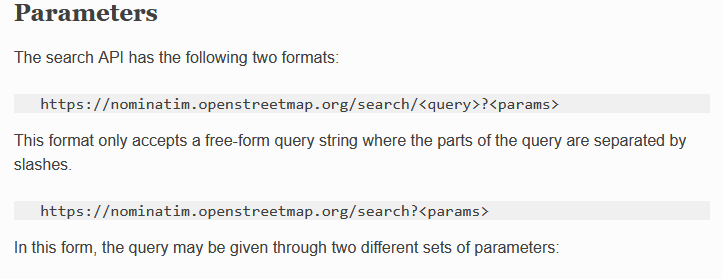 Parameters
The search API has the following two formats:
https://nominatim.openstreetmap.org/search/<query>?<params>
This format only accepts a free-form query string where the parts of the query are separated by
slashes.
https://nominatim.openstreetmap.org/search?<params>
In this form, the query may be given through two different sets of parameters: